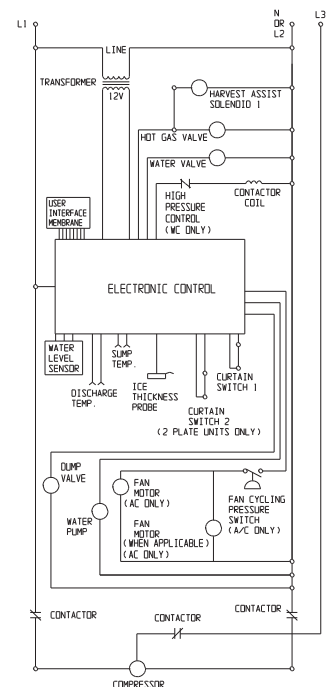 L1
N
OR
L2
L3
LINE
TRANSFORMER
12V
HARVEST ASSIST
SOLENOID 1
HOT GAS VALVE
WATER VALVE
HIGH
PRESSURE
CONTROL
(WC ONLY)
CONTACTOR
COIL
USER
INTERFACE
MEMBRANE
ELECTRONIC CONTROL
WATER
LEVEL
SENSOR
SUMP
TEMP.
DISCHARGE
TEMP.
ICE
THICKNESS
PROBE
CURTAIN
SWITCH 1
CURTAIN
SWITCH 2
(2 PLATE UNITS ONLY)
DUMP
VALVE
WATER
PUMP
FAN
MOTOR
(AC ONLY)
FAN
MOTOR
(WHEN APPLICABLE)
(AC ONLY)
FAN CYCLING
PRESSURE
SWITCH
(A/C ONLY)
CONTACTOR
CONTACTOR
CONTACTOR
COMPRESSOR